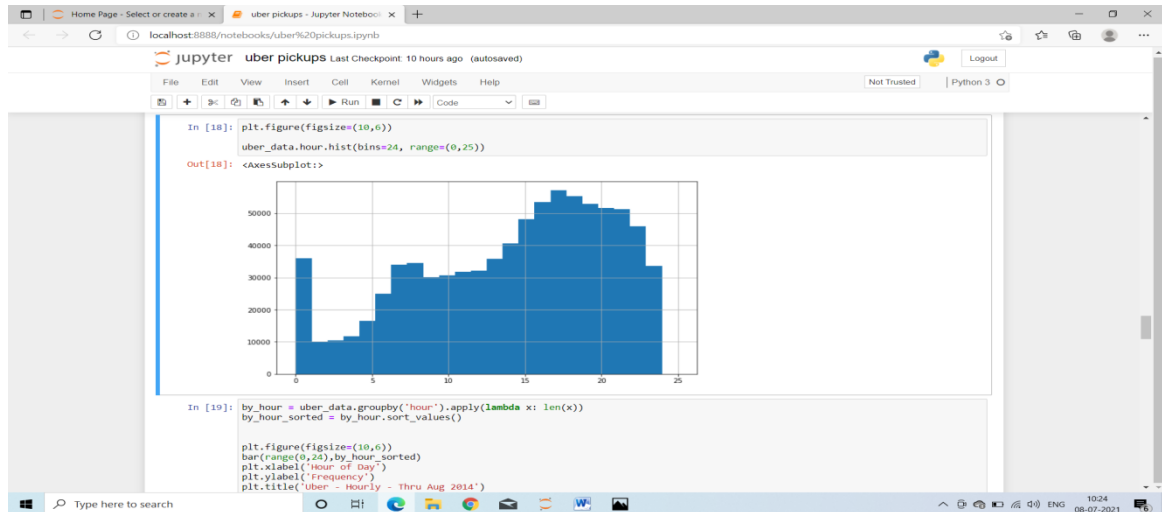 Home Page - Select or create a n
uber pickups - Jupyter Notebook
localhost:8888/notebooks/uber%20pickups.ipynb
jupyter uber pickups Last Checkpoint: 10 hours ago (autosaved)
Logout
File Edit View Insert Cell Kernel Widgets Help
Not Trusted
Python 3
Run
Code
In [18]: plt.figure(figsize=(10,6))
uber_data.hour.hist(bins=24, range=(0,25))
Out[18]: <AxesSubplot:>
50000
40000
30000
20000
10000
0
0 5 10 15 20 25
In [19]: by_hour = uber_data.groupby('hour').apply(lambda x: len(x))
by_hour_sorted = by_hour.sort_values()
plt.figure(figsize=(10,6))
bar(range(0,24),by_hour_sorted)
plt.xlabel('Hour of Day')
plt.ylabel('Frequency')
plt.title('Uber - Hourly - Thru Aug 2014')
Type here to search
ENG
10:24
08-07-2021